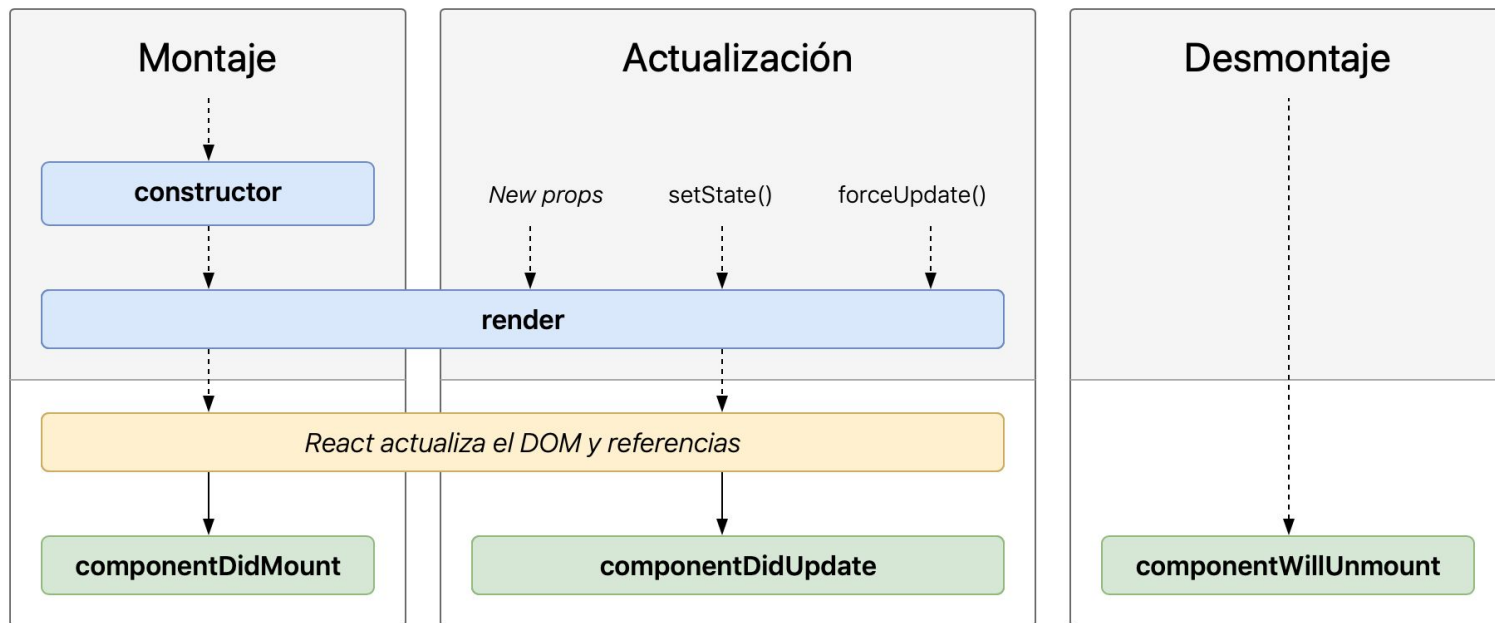 Montaje
Actualización
Desmontaje
constructor
New props
setState()
forceUpdate()
render
React actualiza el DOM y referencias
componentDidMount
componentDidUpdate
componentWillUnmount